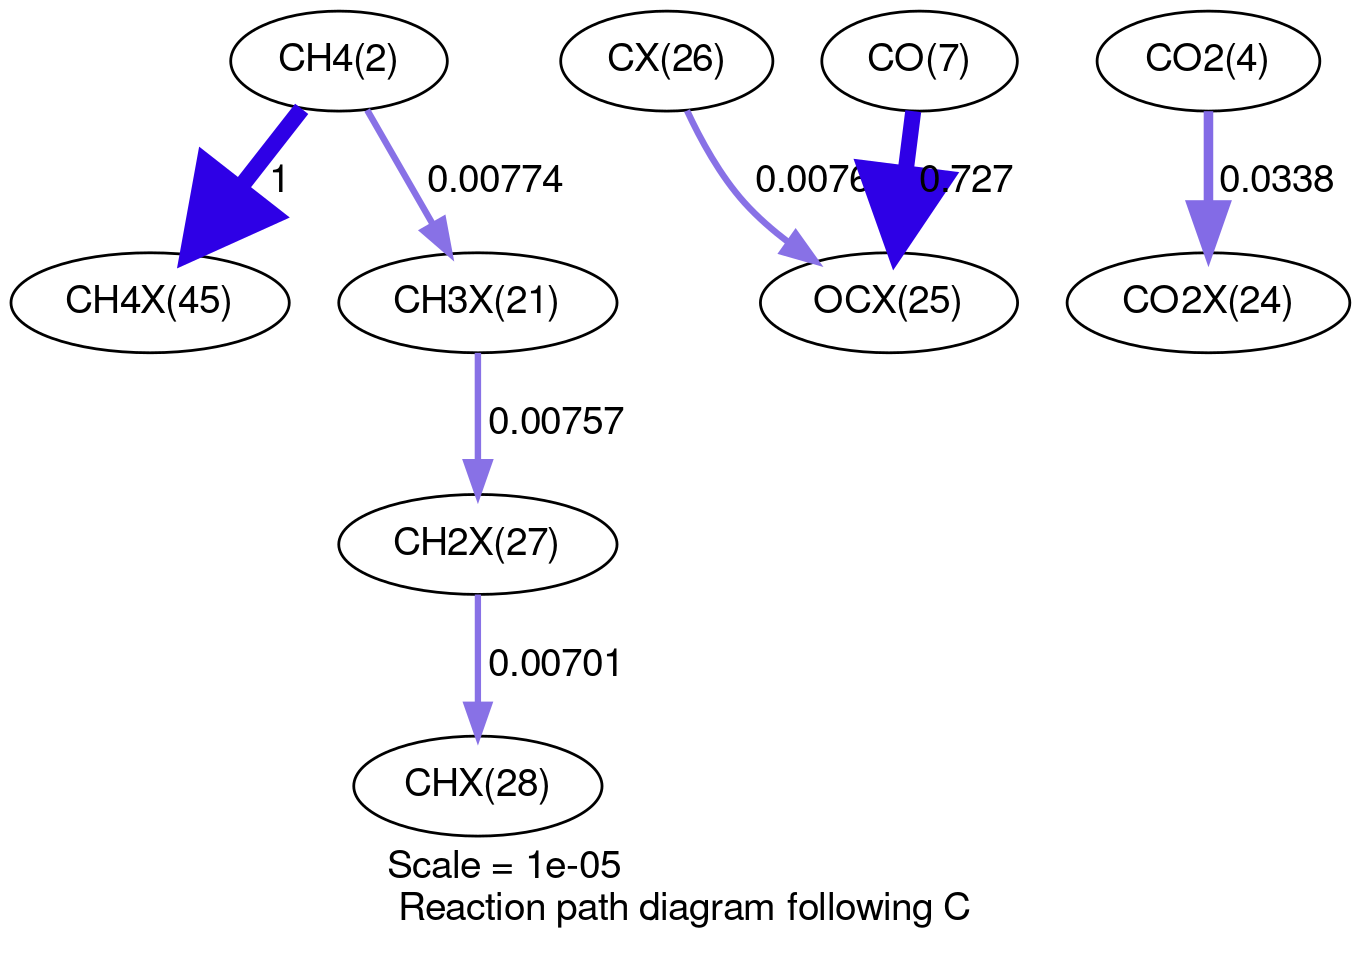 CH4(2)
CX(26)
CO(7)
CO2(4)
1
0.00774
0.727
0.0338
CH4X(45)
CH3X(21)
OCX(25)
CO2X(24)
0.00757
CH2X(27)
0.00701
CHX(28)
Scale = 1e-05
Reaction path diagram following C